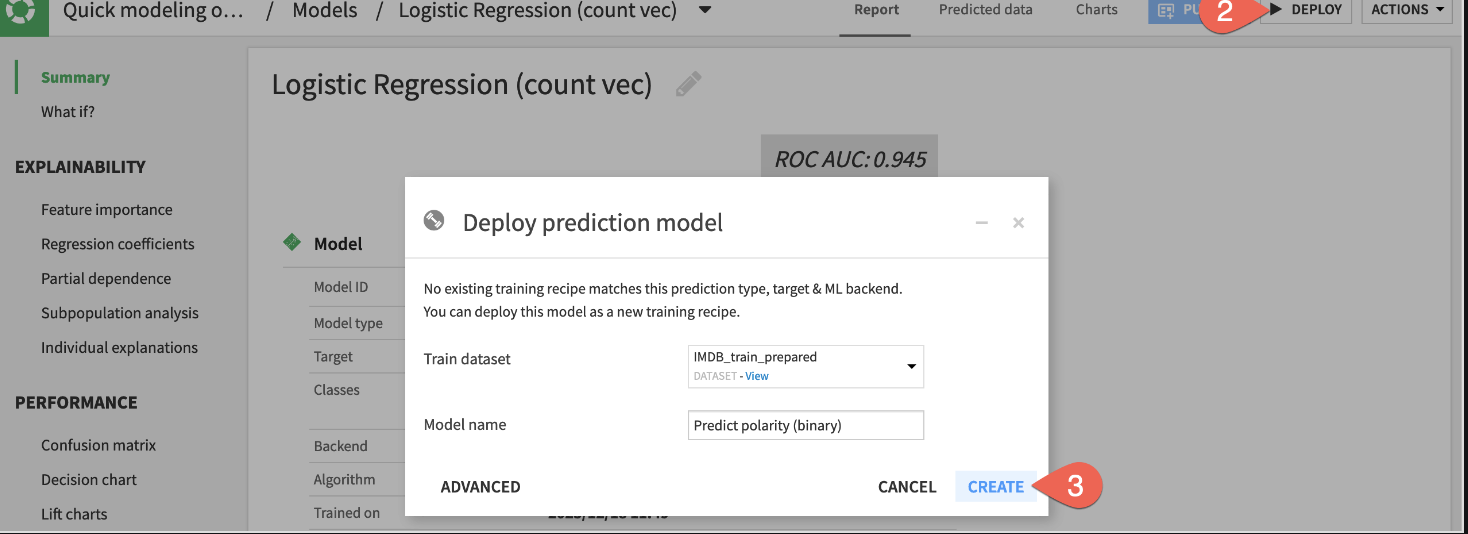 Quick modeling o... / Models / Logistic Regression (count vec)
Report Predicted data Charts PU 2 DEPLOY ACTIONS
Summary
What if?
EXPLAINABILITY
Feature importance
Regression coefficients
Partial dependence
Subpopulation analysis
Individual explanations
PERFORMANCE
Confusion matrix
Decision chart
Lift charts
Logistic Regression (count vec)
ROC AUC: 0.945
Model
Model ID
Model type
Target
Classes
Backend
Algorithm
Trained on
Deploy prediction model
No existing training recipe matches this prediction type, target & ML backend.
You can deploy this model as a new training recipe.
Train dataset
IMDB_train_prepared
DATASET - View
Model name
Predict polarity (binary)
ADVANCED CANCEL CREATE 3